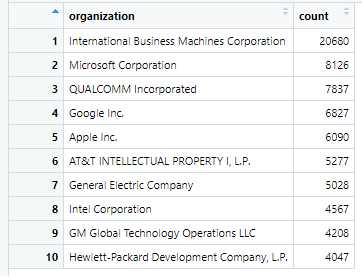 organization count
1 International Business Machines Corporation 20680
2 Microsoft Corporation 8126
3 QUALCOMM Incorporated 7837
4 Google Inc. 6827
5 Apple Inc. 6090
6 AT&T INTELLECTUAL PROPERTY I, L.P. 5277
7 General Electric Company 5028
8 Intel Corporation 4567
9 GM Global Technology Operations LLC 4208
10 Hewlett-Packard Development Company, L.P. 4047